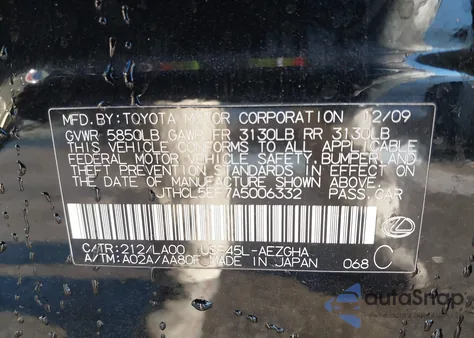 MFD. BY: TOYOTA MOTOR CORPORATION 12/09
GVWR 5850LB GAWR FR 3130LB RR 3130LB
THIS VEHICLE CONFORMS TO ALL APPLICABLE
FEDERAL MOTOR VEHICLE SAFETY, BUMPER, AND
THEFT PREVENTION STANDARDS IN EFFECT ON
THE DATE OF MANUFACTURE SHOWN ABOVE.
JTHCL5EF7A5006332 PASS. CAR
C/TR: 212/LA00 USF45L-AEZGHA
A/TM: A02A/AA80F MADE IN JAPAN 068 C
autoSnap